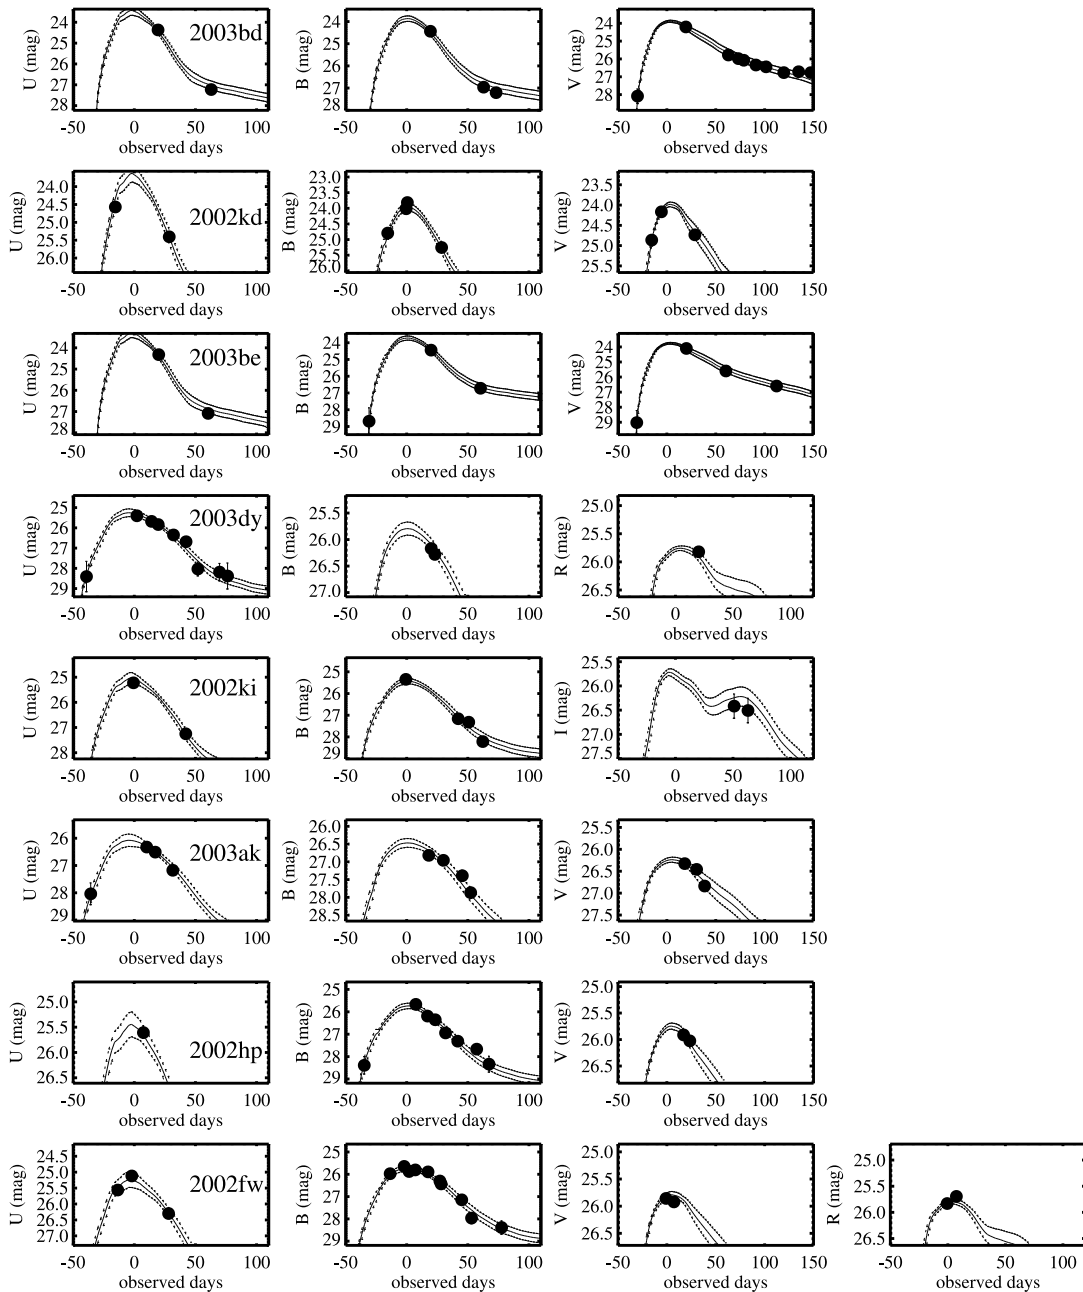 U (mag) 24 25 26 27 28 2003bd -50 0 50 100 observed days
B (mag) 24 25 26 27 28 -50 0 50 100 observed days
V (mag) 24 25 26 27 28 -50 0 50 100 150 observed days
U (mag) 24.0 24.5 25.0 25.5 26.0 2002kd -50 0 50 100 observed days
B (mag) 23.0 23.5 24.0 24.5 25.0 25.5 26.0 -50 0 50 100 observed days
V (mag) 23.5 24.0 24.5 25.0 25.5 -50 0 50 100 150 observed days
U (mag) 24 25 26 27 28 2003be -50 0 50 100 observed days
B (mag) 24 25 26 27 28 29 -50 0 50 100 observed days
V (mag) 24 25 26 27 28 29 -50 0 50 100 150 observed days
U (mag) 25 26 27 28 29 2003dy -50 0 50 100 observed days
B (mag) 25.5 26.0 26.5 27.0 -50 0 50 100 observed days
R (mag) 25.0 25.5 26.0 26.5 -50 0 50 100 observed days
U (mag) 25 26 27 28 2002ki -50 0 50 100 observed days
B (mag) 25 26 27 28 29 -50 0 50 100 observed days
I (mag) 25.5 26.0 26.5 27.0 27.5 -50 0 50 100 observed days
U (mag) 26 27 28 29 2003ak -50 0 50 100 observed days
B (mag) 26.0 26.5 27.0 27.5 28.0 28.5 -50 0 50 100 observed days
V (mag) 25.5 26.0 26.5 27.0 27.5 -50 0 50 100 150 observed days
U (mag) 25.0 25.5 26.0 26.5 2002hp -50 0 50 100 observed days
B (mag) 25 26 27 28 29 -50 0 50 100 observed days
V (mag) 25.0 25.5 26.0 26.5 -50 0 50 100 150 observed days
U (mag) 24.5 25.0 25.5 26.0 26.5 27.0 2002fw -50 0 50 100 observed days
B (mag) 25 26 27 28 29 -50 0 50 100 observed days
V (mag) 25.0 25.5 26.0 26.5 -50 0 50 100 150 observed days
R (mag) 25.0 25.5 26.0 26.5 -50 0 50 100 observed days